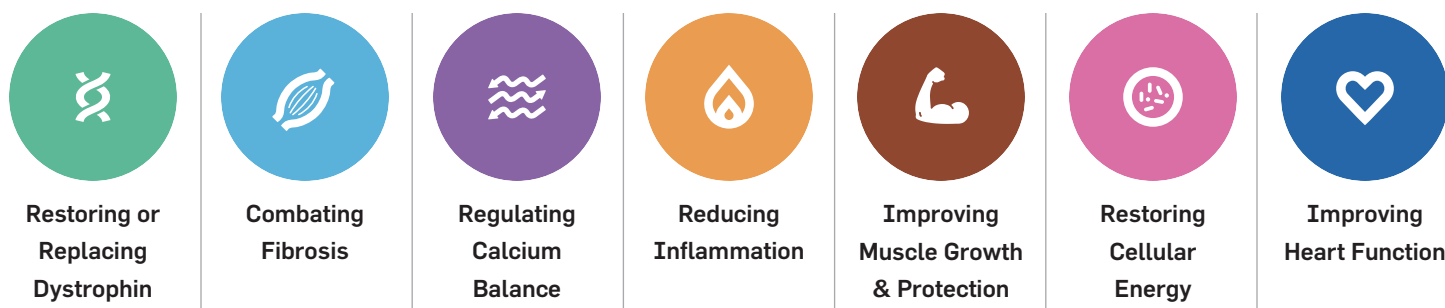 Restoring or
Replacing
Dystrophin
Combating
Fibrosis
Regulating
Calcium
Balance
Reducing
Inflammation
Improving
Muscle Growth
& Protection
Restoring
Cellular
Energy
Improving
Heart Function